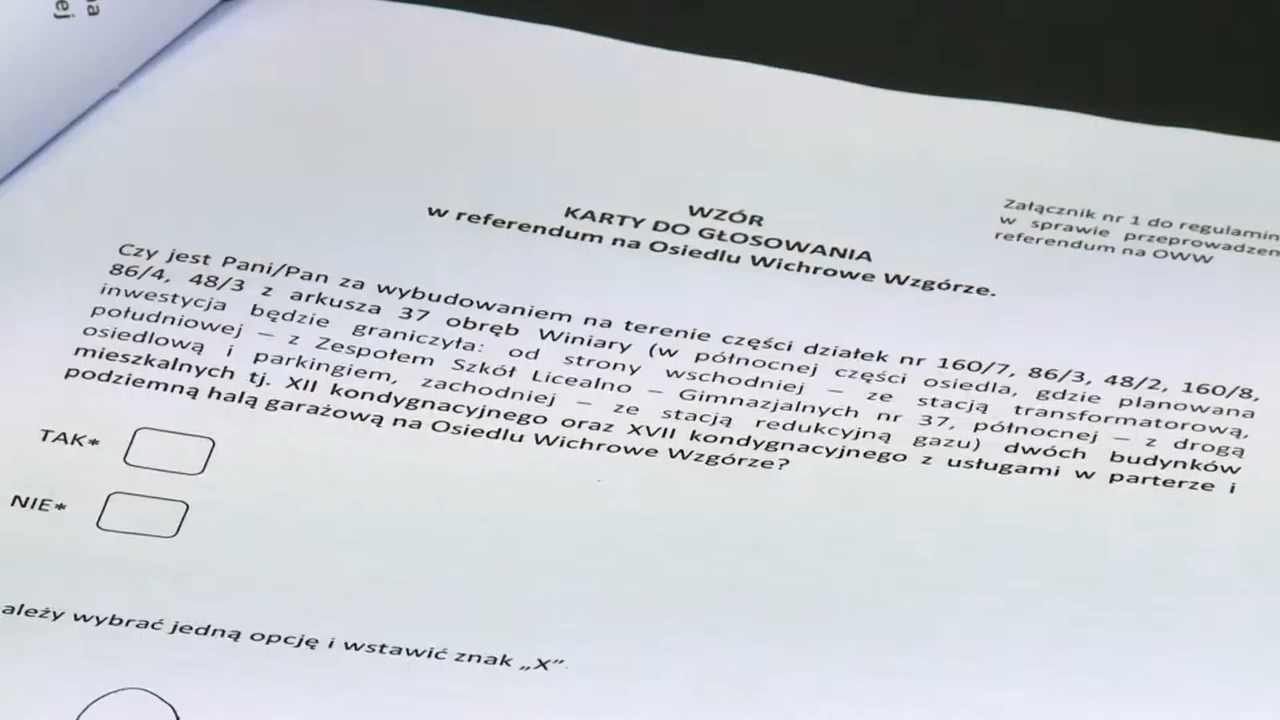 na
ej
Załącznik nr 1 do regulamin
w sprawie przeprowadzen
referendum na OWW
WZÓR
KARTY DO GŁOSOWANIA
w referendum na Osiedlu Wichrowe Wzgórze.
Czy jest Pani/Pan za wybudowaniem na terenie części działek nr 160/7, 86/3, 48/2, 160/8,
86/4, 48/3 z arkusza 37 obręb Winiary (w północnej części osiedla, gdzie planowana
inwestycja będzie graniczyła: od strony wschodniej – ze stacją transformatorową,
południowej – z Zespołem Szkół Licealno – Gimnazjalnych nr 37, północnej – z drogą
osiedlową i parkingiem, zachodniej – ze stacją redukcyjną gazu) dwóch budynków
mieszkalnych tj. XII kondygnacyjnego oraz XVII kondygnacyjnego z usługami w parterze i
podziemną halą garażową na Osiedlu Wichrowe Wzgórze?
TAK*
NIE*
ależy wybrać jedną opcję i wstawić znak „X”